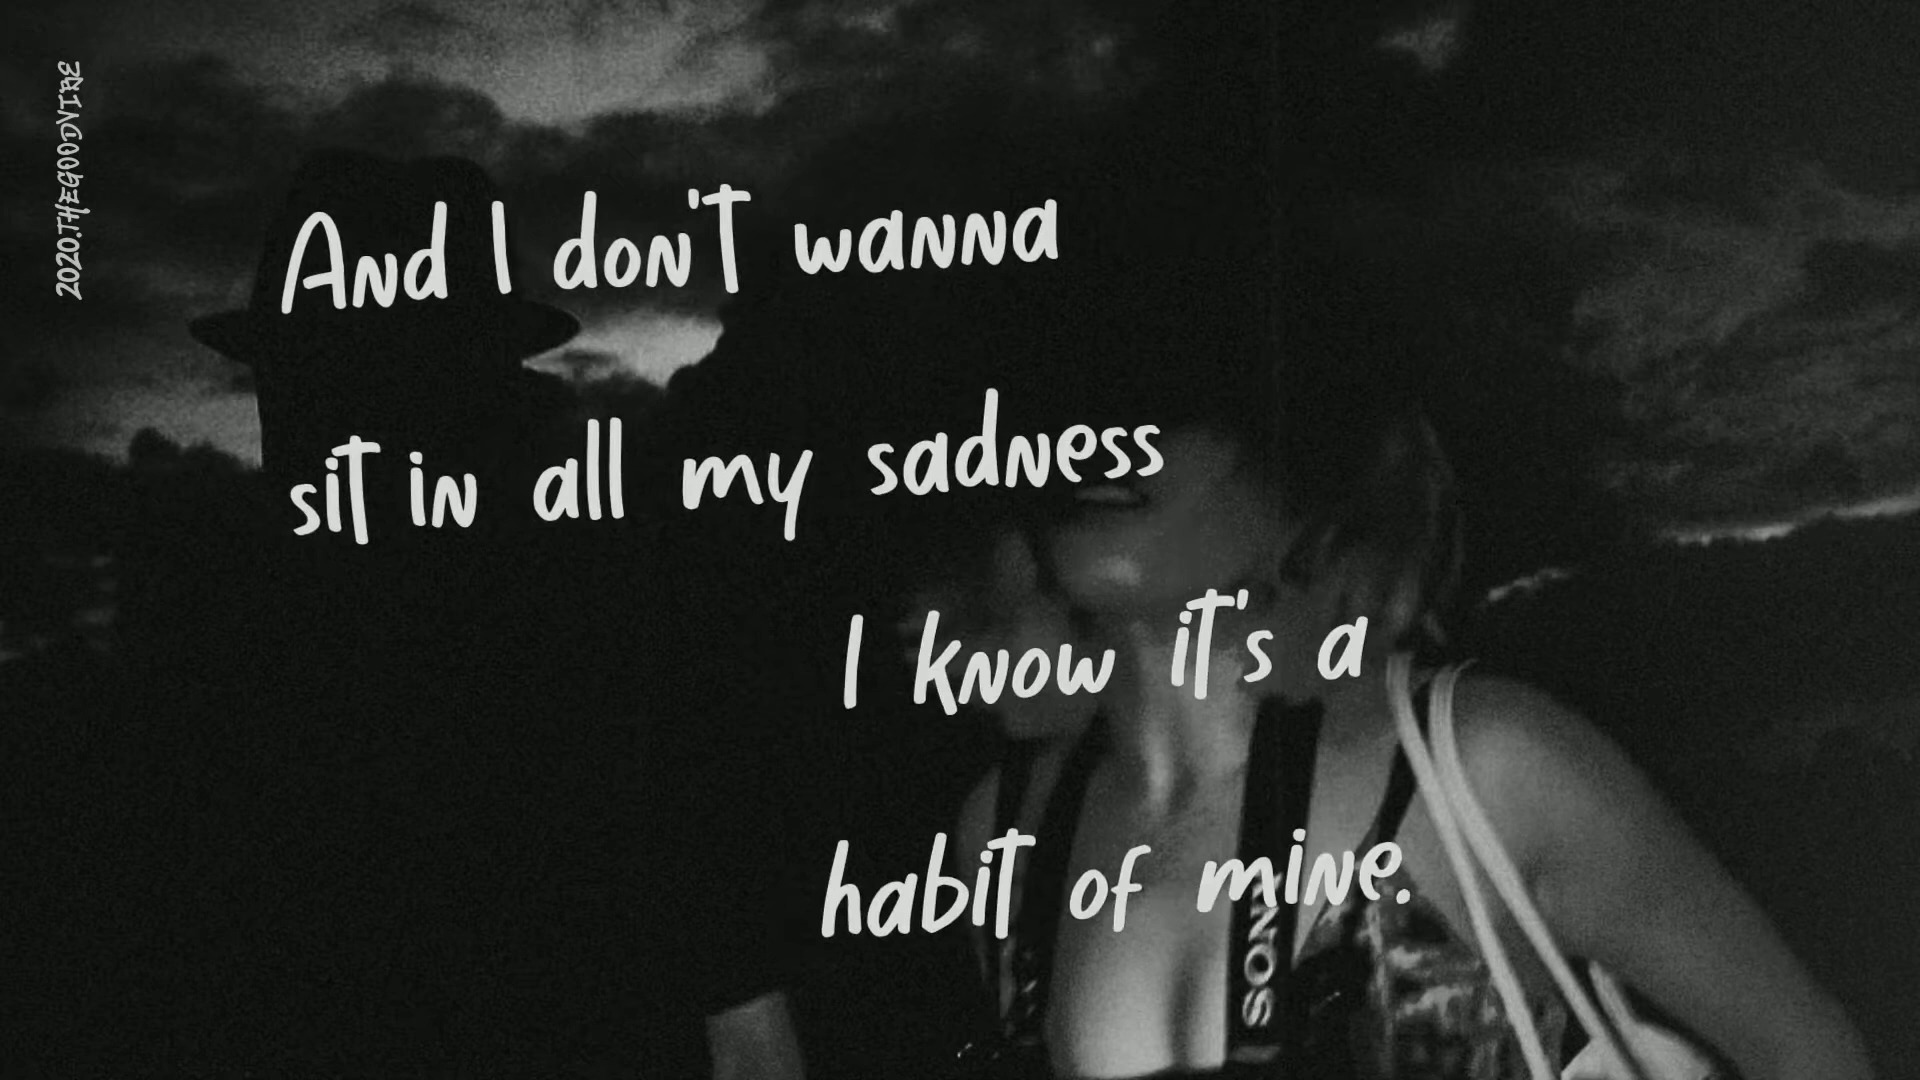 2020.THEGOODVIBE
And I don't wanna
sit in all my sadness
I know it's a
habit of mine.
SONY